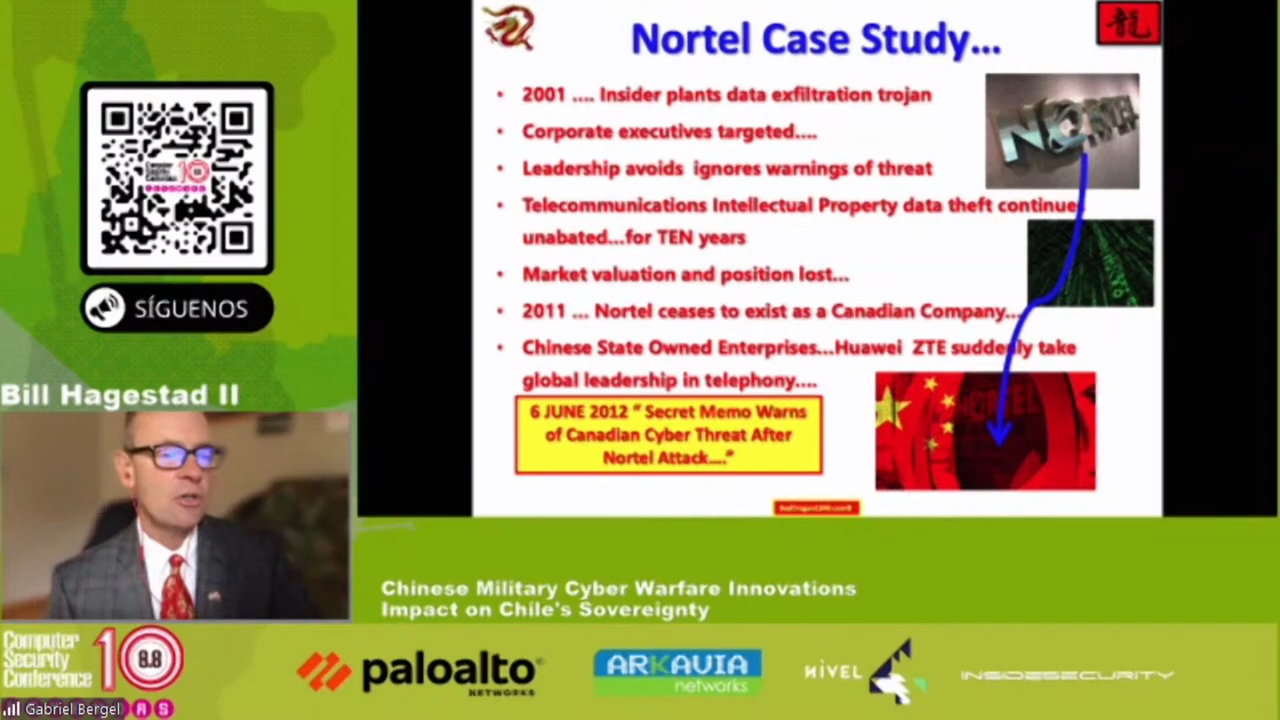 Nortel Case Study...
龍
• 2001 .... Insider plants data exfiltration trojan
• Corporate executives targeted....
• Leadership avoids ignores warnings of threat
• Telecommunications Intellectual Property data theft continues
unabated...for TEN years
• Market valuation and position lost...
• 2011 ... Nortel ceases to exist as a Canadian Company...
• Chinese State Owned Enterprises...Huawei ZTE suddenly take
global leadership in telephony....
6 JUNE 2012 “ Secret Memo Warns
of Canadian Cyber Threat After
Nortel Attack....”
NORTEL
NORTEL
SÍGUENOS
Bill Hagestad II
Chinese Military Cyber Warfare Innovations
Impact on Chile's Sovereignty
Computer
Security
Conference
10
8.8
Gabriel Bergel
paloalto
NETWORKS
ARKAVIA
networks
NIVEL
INSIDESECURITY